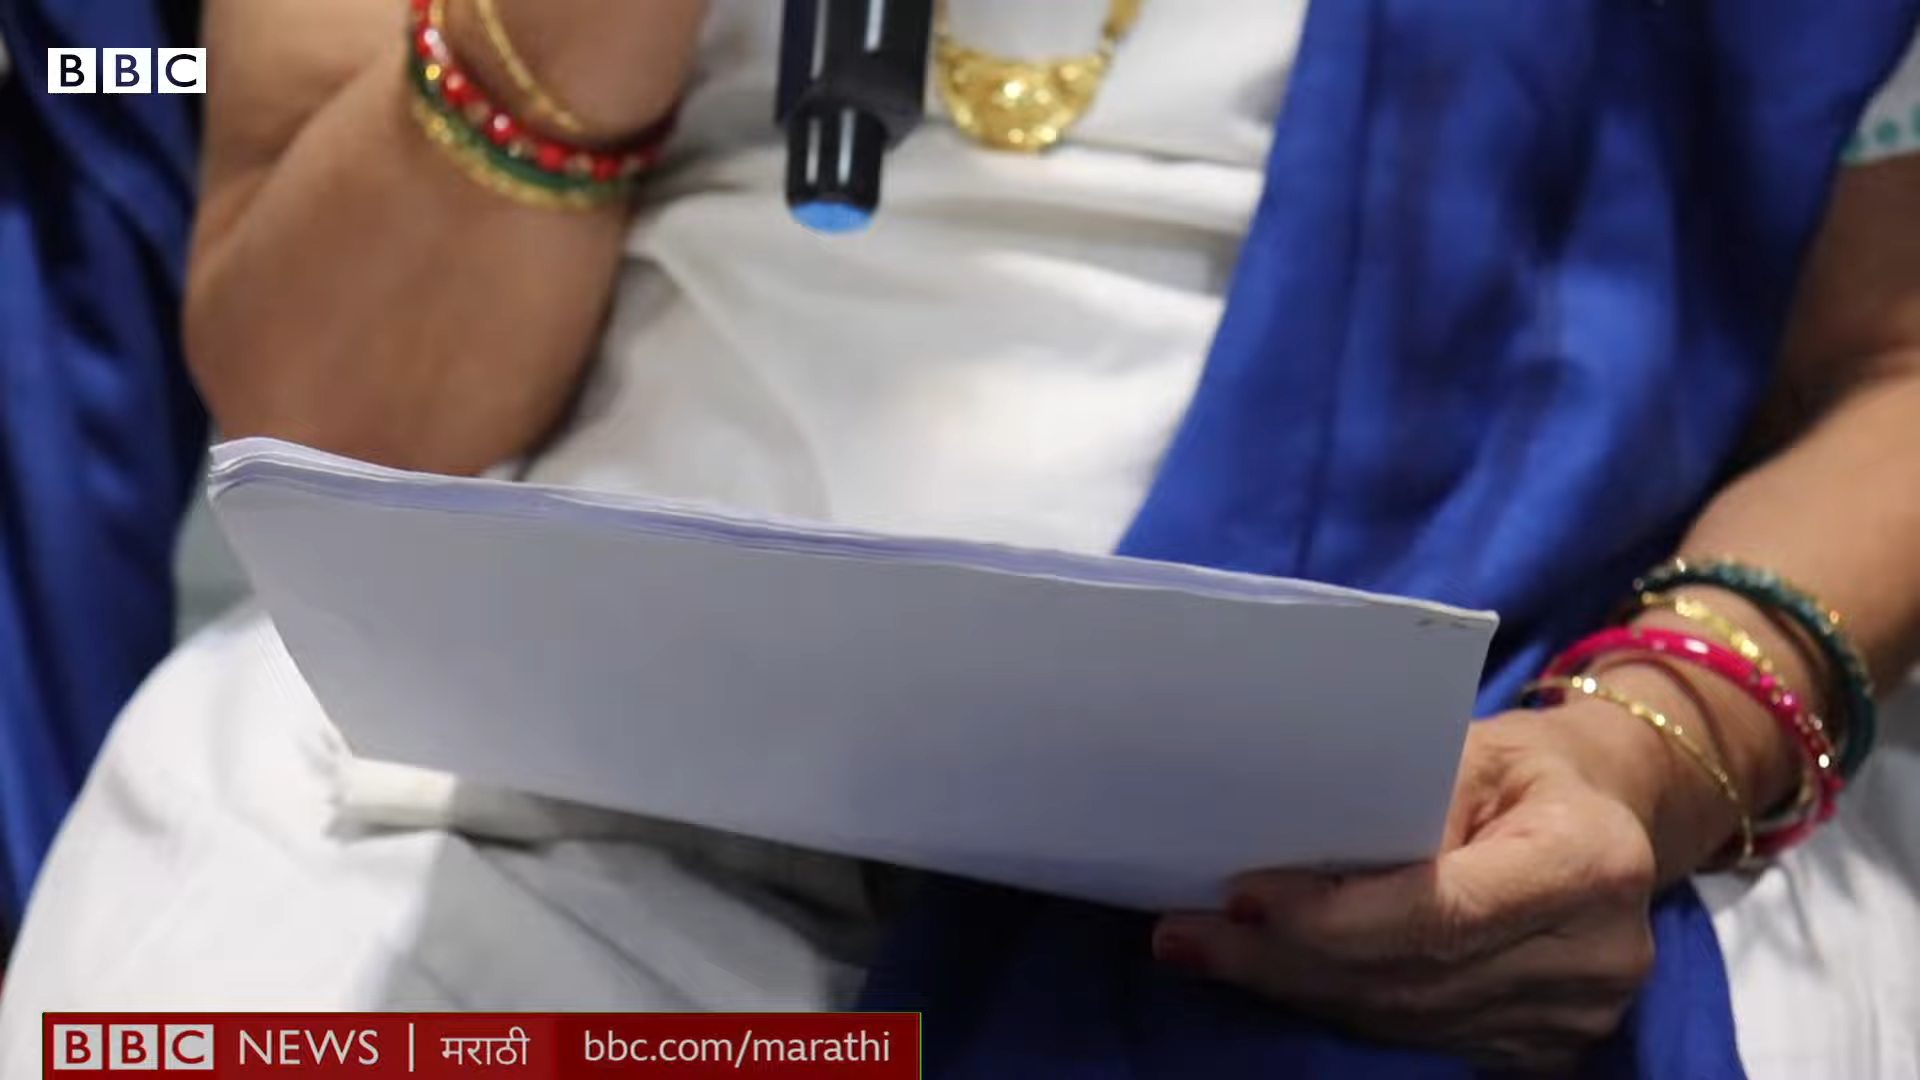 BBC
BBC NEWS | मराठी bbc.com/marathi